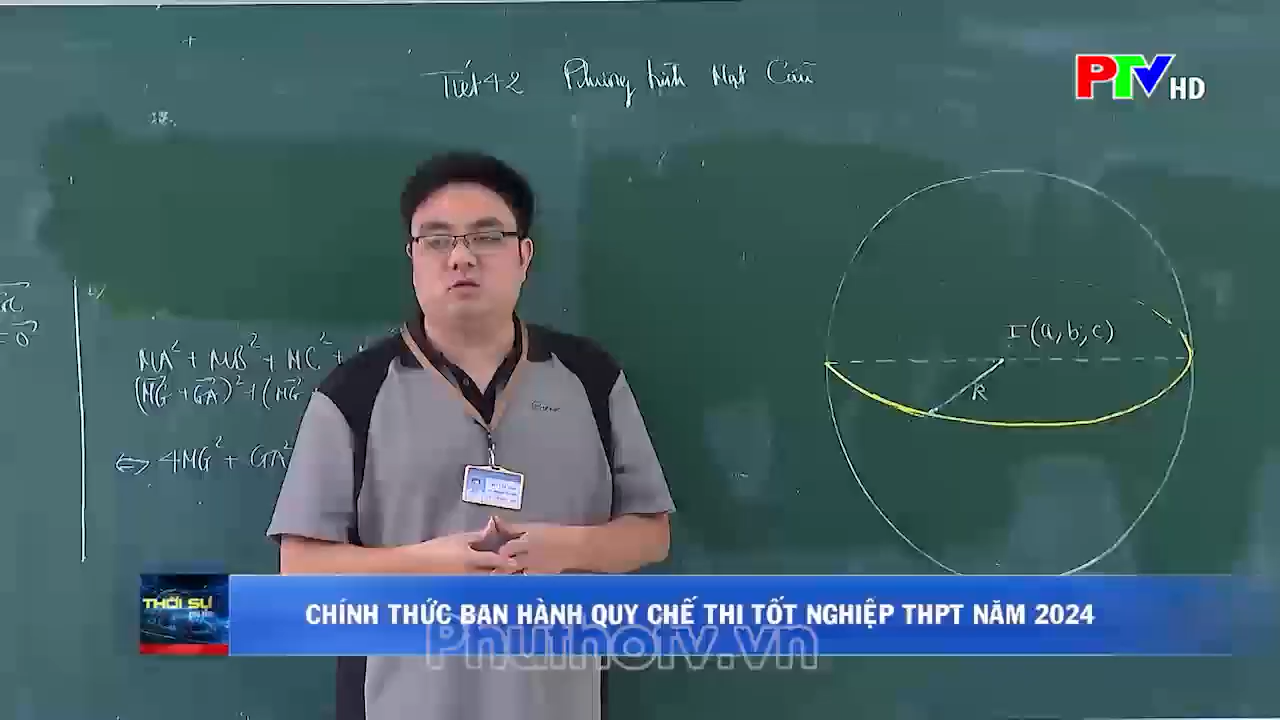 Tiết 42 Phương trình Mặt Cầu
PTV HD
I(a,b,c)
R
MA² + MB² + MC² +
(MG + GA)² + (MG
⇔ 4MG² + GA²
THỜI SỰ
CHÍNH THỨC BAN HÀNH QUY CHẾ THI TỐT NGHIỆP THPT NĂM 2024
Phuthotv.vn